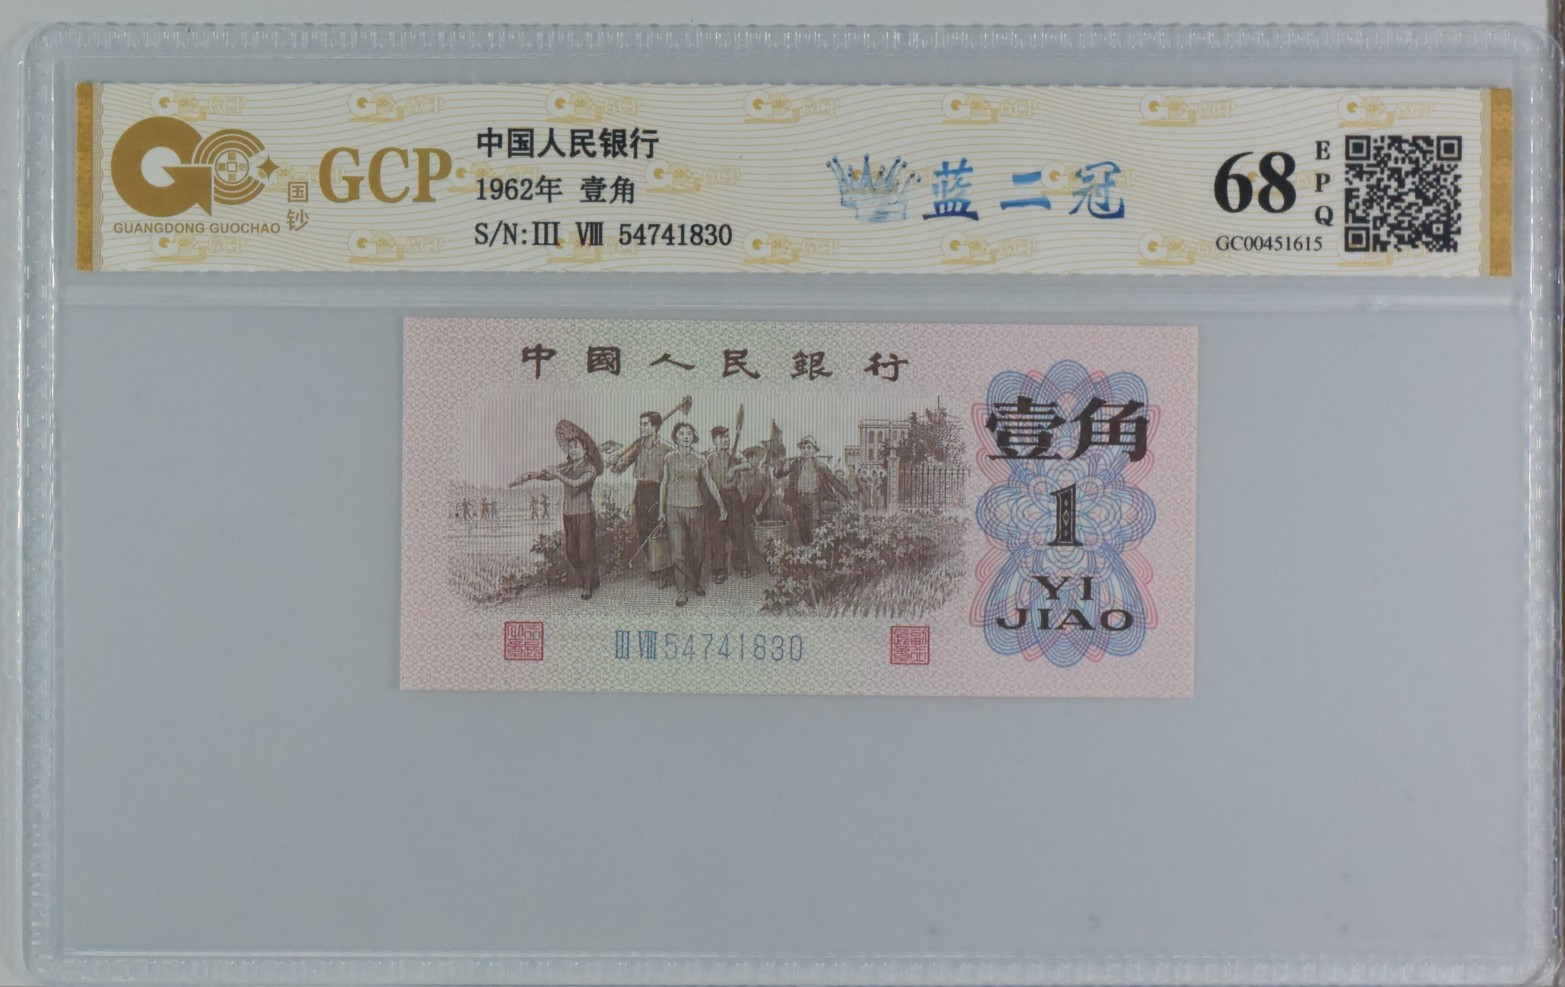 GCP
国钞
GUANGDONG GUOCHAO
中国人民银行
1962年 壹角
S/N:III VIII 54741830
蓝二冠
68
EPQ
GC00451615
中國人民銀行
壹角
1
YI
JIAO
III VIII 54741830